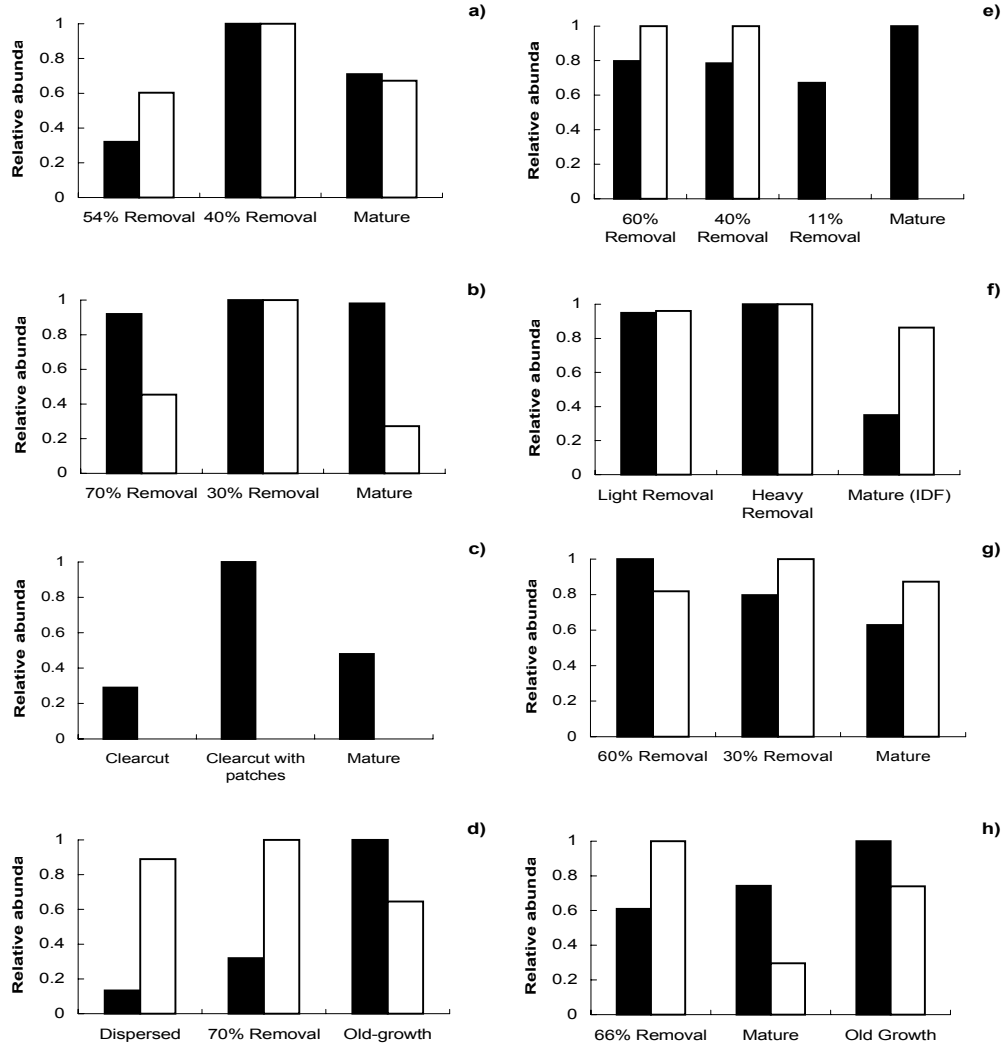 a)
Relative abunda
1
0.8
0.6
0.4
0.2
0
54% Removal 40% Removal Mature
b)
Relative abunda
1
0.8
0.6
0.4
0.2
0
70% Removal 30% Removal Mature
c)
Relative abunda
1
0.8
0.6
0.4
0.2
0
Clearcut Clearcut with Mature
patches
d)
Relative abunda
1
0.8
0.6
0.4
0.2
0
Dispersed 70% Removal Old-growth
e)
Relative abunda
1
0.8
0.6
0.4
0.2
0
60% 40% 11% Mature
Removal Removal Removal
f)
Relative abunda
1
0.8
0.6
0.4
0.2
0
Light Removal Heavy Mature (IDF)
Removal
g)
Relative abunda
1
0.8
0.6
0.4
0.2
0
60% Removal 30% Removal Mature
h)
Relative abunda
1
0.8
0.6
0.4
0.2
0
66% Removal Mature Old Growth